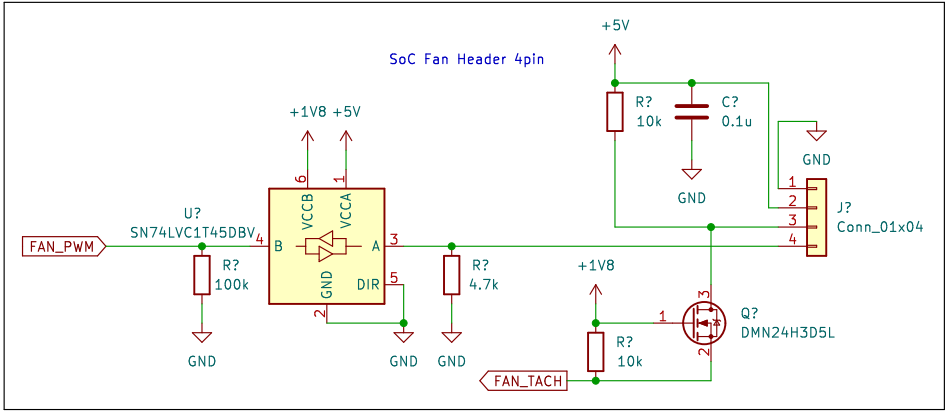 +5V
SoC Fan Header 4pin
R?
10k
C?
0.1u
+1V8 +5V
GND
GND
6
1
VCCB
VCCA
1
2
3
4
J?
Conn_01x04
U?
SN74LVC1T45DBV
FAN_PWM
4
B
A
3
R?
100k
GND
DIR
5
2
R?
4.7k
+1V8
GND
GND
GND
3
1
2
Q?
DMN24H3D5L
R?
10k
FAN_TACH